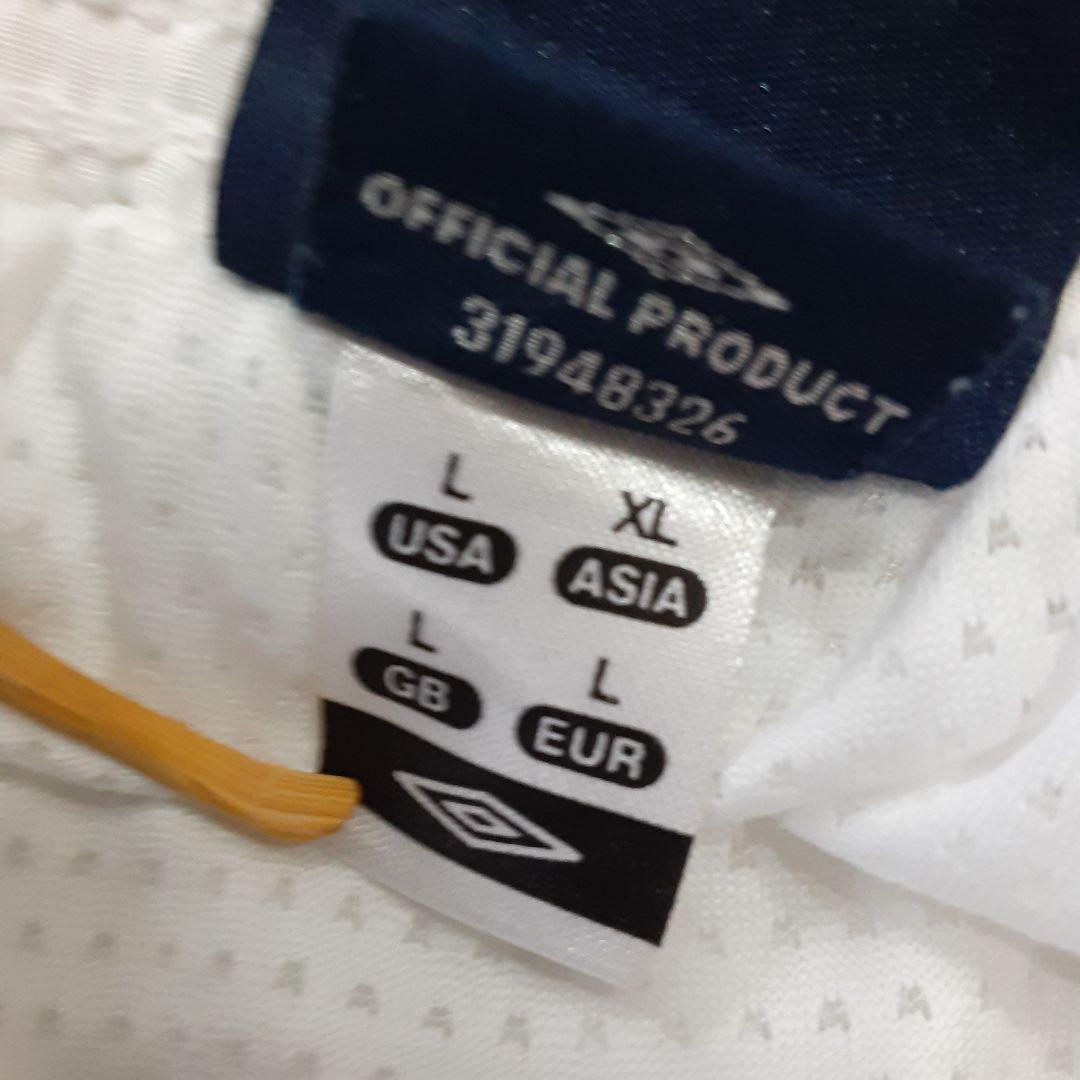 OFFICIAL PRODUCT
31948326
L XL
USA ASIA
L L
GB EUR